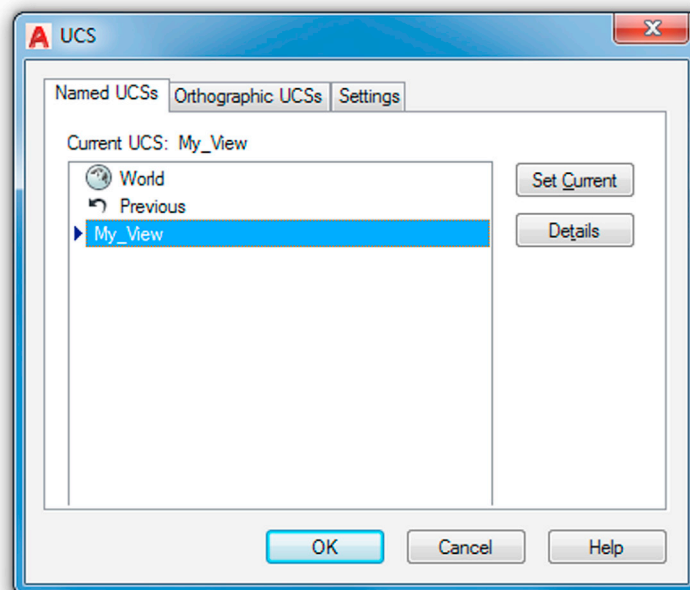 UCS
Named UCSs Orthographic UCSs Settings
Current UCS: My_View
World
Previous
My_View
Set Current
Details
OK Cancel Help